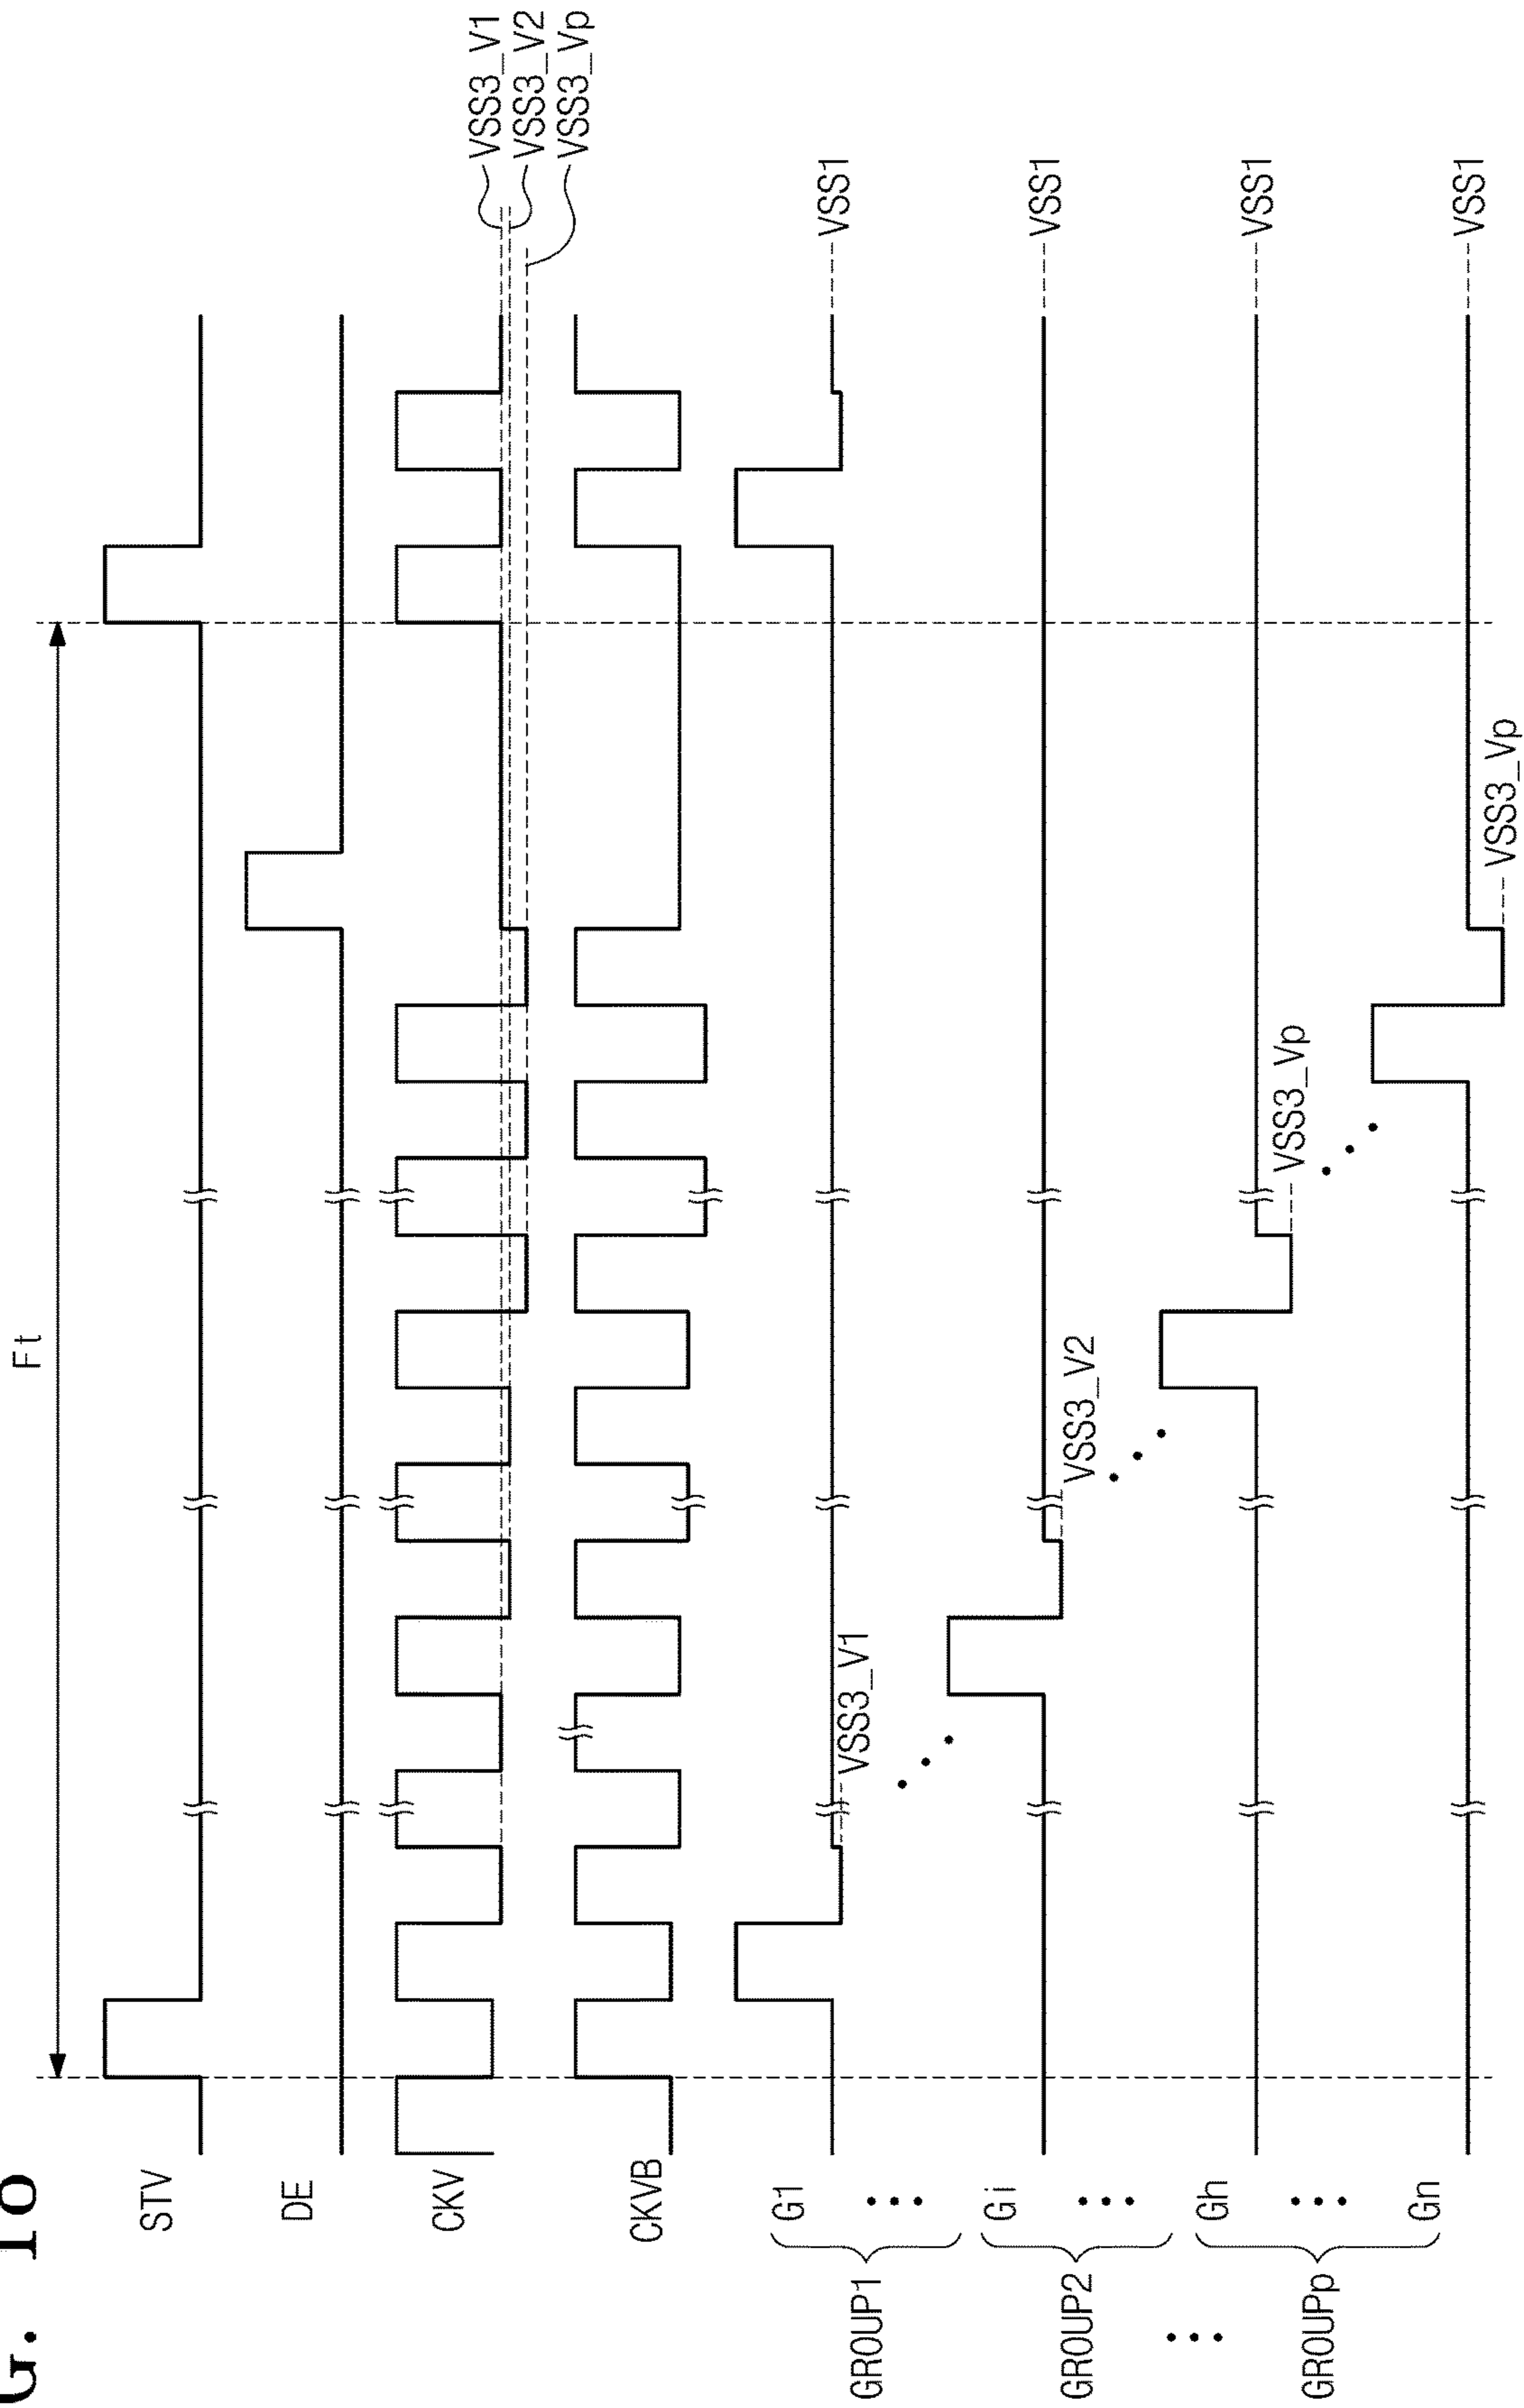 G.
Ft
STV
DE
CKV
VSS3_V1
VSS3_V2
VSS3_Vp
CKVB
GROUP1
G1
VSS1
VSS3_V1
GROUP2
Gi
VSS1
VSS3_V2
GROUPp
Gh
VSS1
VSS3_Vp
Gn
VSS1
VSS3_Vp